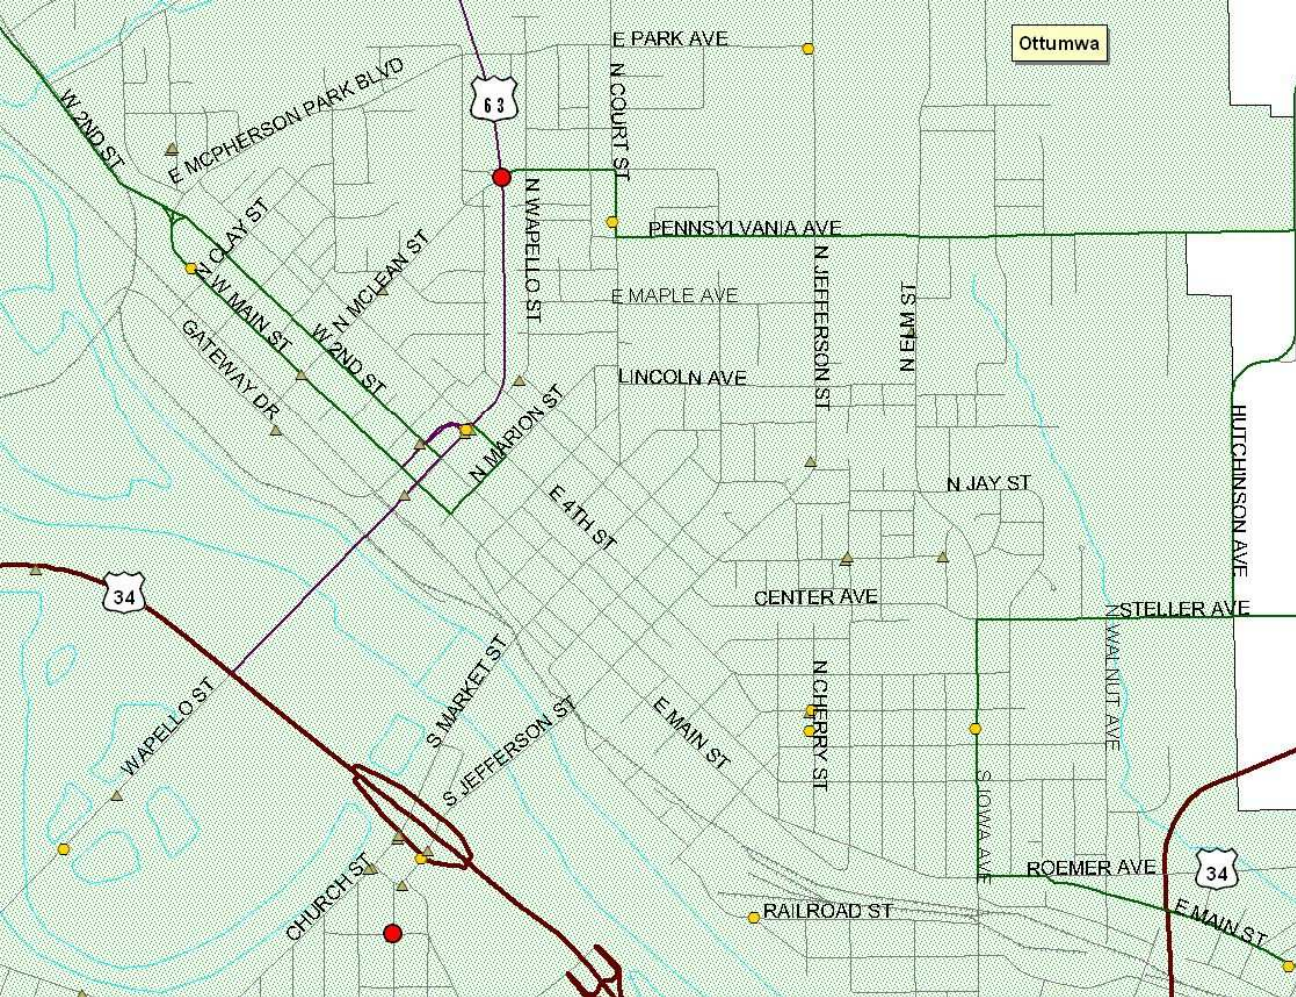 Ottumwa
E PARK AVE
E MCPHERSON PARK BLVD
N COURT ST
63
W 2ND ST
N WAPELLO ST
N CLAY ST
PENNSYLVANIA AVE
N MCLEAN ST
N JEFFERSON ST
W MAIN ST
E MAPLE AVE
N ELM ST
GATEWAY DR
W 2ND ST
LINCOLN AVE
N MARION ST
HUTCHINSON AVE
E 4TH ST
N JAY ST
34
CENTER AVE
STELLER AVE
N WALNUT AVE
WAPELLO ST
S MARKET ST
S JEFFERSON ST
E MAIN ST
N CHERRY ST
S IOWA AVE
ROEMER AVE
34
CHURCH ST
RAILROAD ST
E MAIN ST